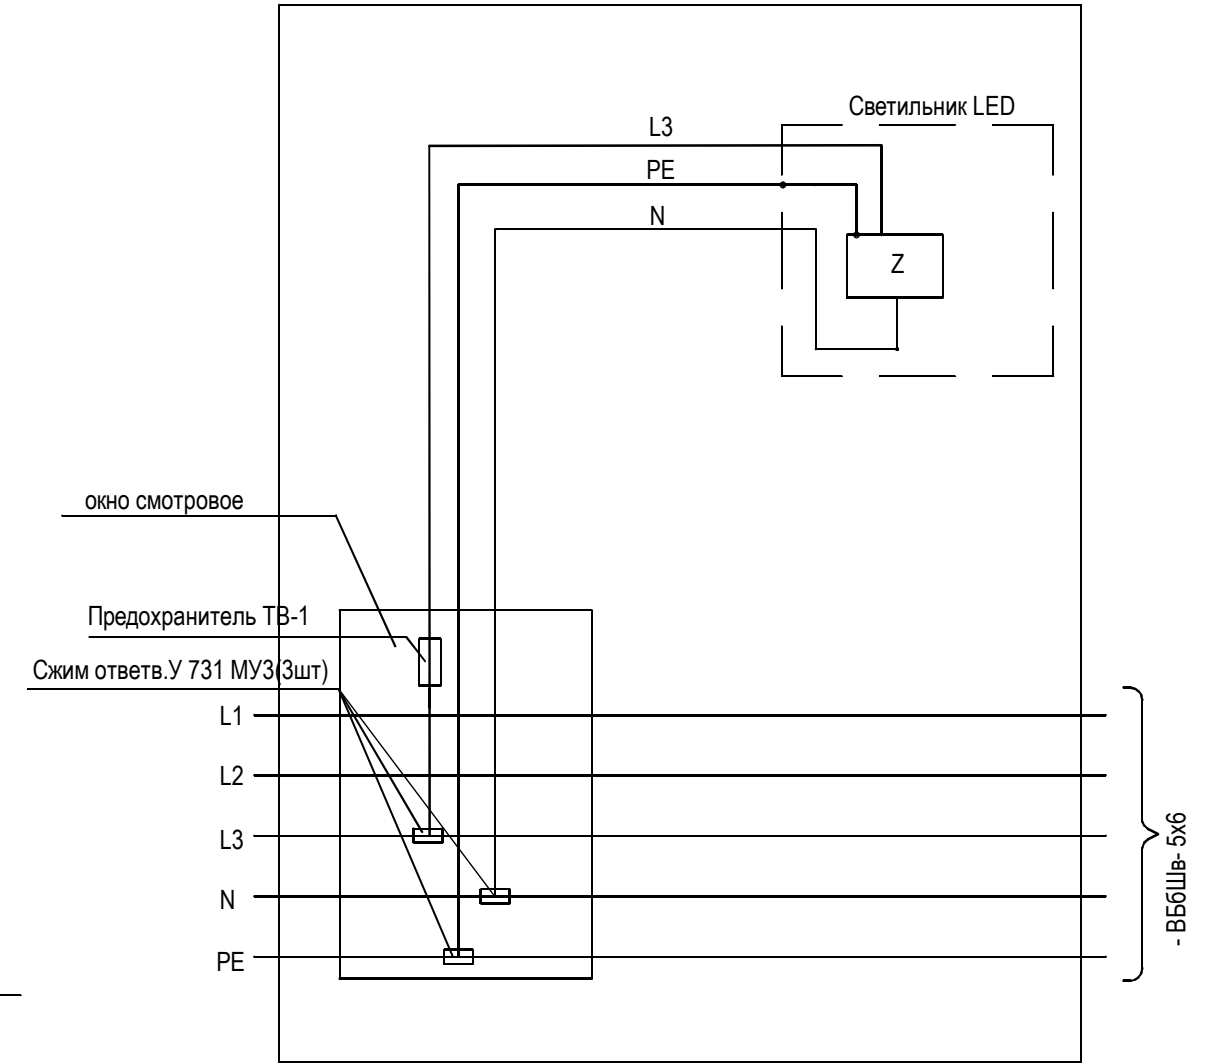 Светильник LED
L3
PE
N
Z
окно смотровое
Предохранитель ТВ-1
Сжим ответв.У 731 МУ3(3шт)
L1
L2
L3
N
PE
- ВБбШв- 5х6